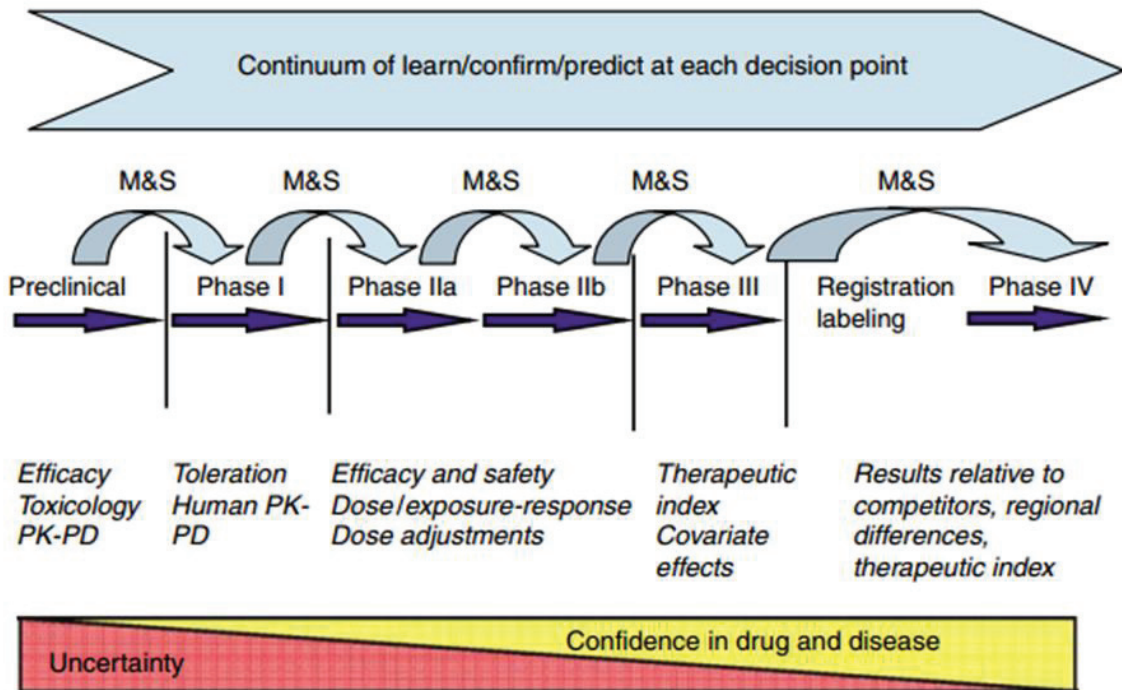 Continuum of learn/confirm/predict at each decision point
M&S M&S M&S M&S M&S
Preclinical Phase I Phase IIa Phase IIb Phase III Registration Phase IV
labeling
Efficacy
Toxicology
PK-PD
Toleration
Human PK-
PD
Efficacy and safety
Dose/exposure-response
Dose adjustments
Therapeutic
index
Covariate
effects
Results relative to
competitors, regional
differences,
therapeutic index
Confidence in drug and disease
Uncertainty